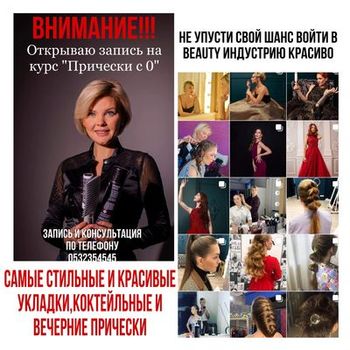 ВНИМАНИЕ!!!
Открываю запись на
курс "Прически с 0"
ЗАПИСЬ И КОНСУЛЬТАЦИЯ
ПО ТЕЛЕФОНУ
0532354545
САМЫЕ СТИЛЬНЫЕ И КРАСИВЫЕ
УКЛАДКИ,КОКТЕЙЛЬНЫЕ И
ВЕЧЕРНИЕ ПРИЧЕСКИ
НЕ УПУСТИ СВОЙ ШАНС ВОЙТИ В
BEAUTY ИНДУСТРИЮ КРАСИВО